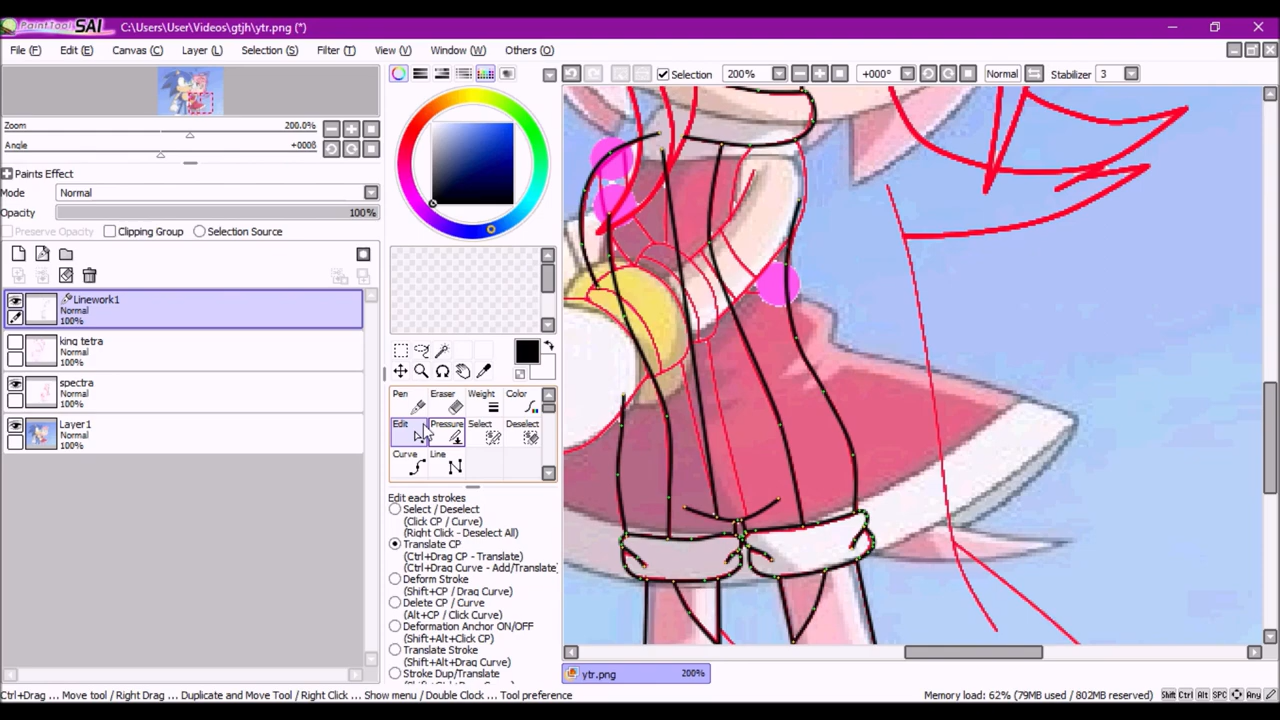 PaintTool SAI C:\Users\User\Videos\gtjh\ytr.png (*)
File (F) Edit (E) Canvas (C) Layer (L) Selection (S) Filter (T) View (V) Window (W) Others (O)
Selection 200% +000° Normal Stabilizer 3
Zoom 200.0%
Angle +000θ
Paints Effect
Mode Normal
Opacity 100%
Preserve Opacity Clipping Group Selection Source
Linework1
Normal
100%
king tetra
Normal
100%
spectra
Normal
100%
Layer1
Normal
100%
Pen Eraser Weight Color
Edit Pressure Select Deselect
Curve Line
Edit each strokes
Select / Deselect
(Click CP / Curve)
(Right Click - Deselect All)
Translate CP
(Ctrl+Drag CP - Translate)
(Ctrl+Drag Curve - Add/Translate)
Deform Stroke
(Shift+CP / Drag Curve)
Delete CP / Curve
(Alt+CP / Click Curve)
Deformation Anchor ON/OFF
(Shift+Alt+Click CP)
Translate Stroke
(Shift+Alt+Drag Curve)
Stroke Dup/Translate
ytr.png 200%
Ctrl+Drag ... Move tool / Right Drag ... Duplicate and Move Tool / Right Click ... Show menu / Double Clock ... Tool preference
Memory load: 62% (79MB used / 802MB reserved) Shift Ctrl Alt SPC Any